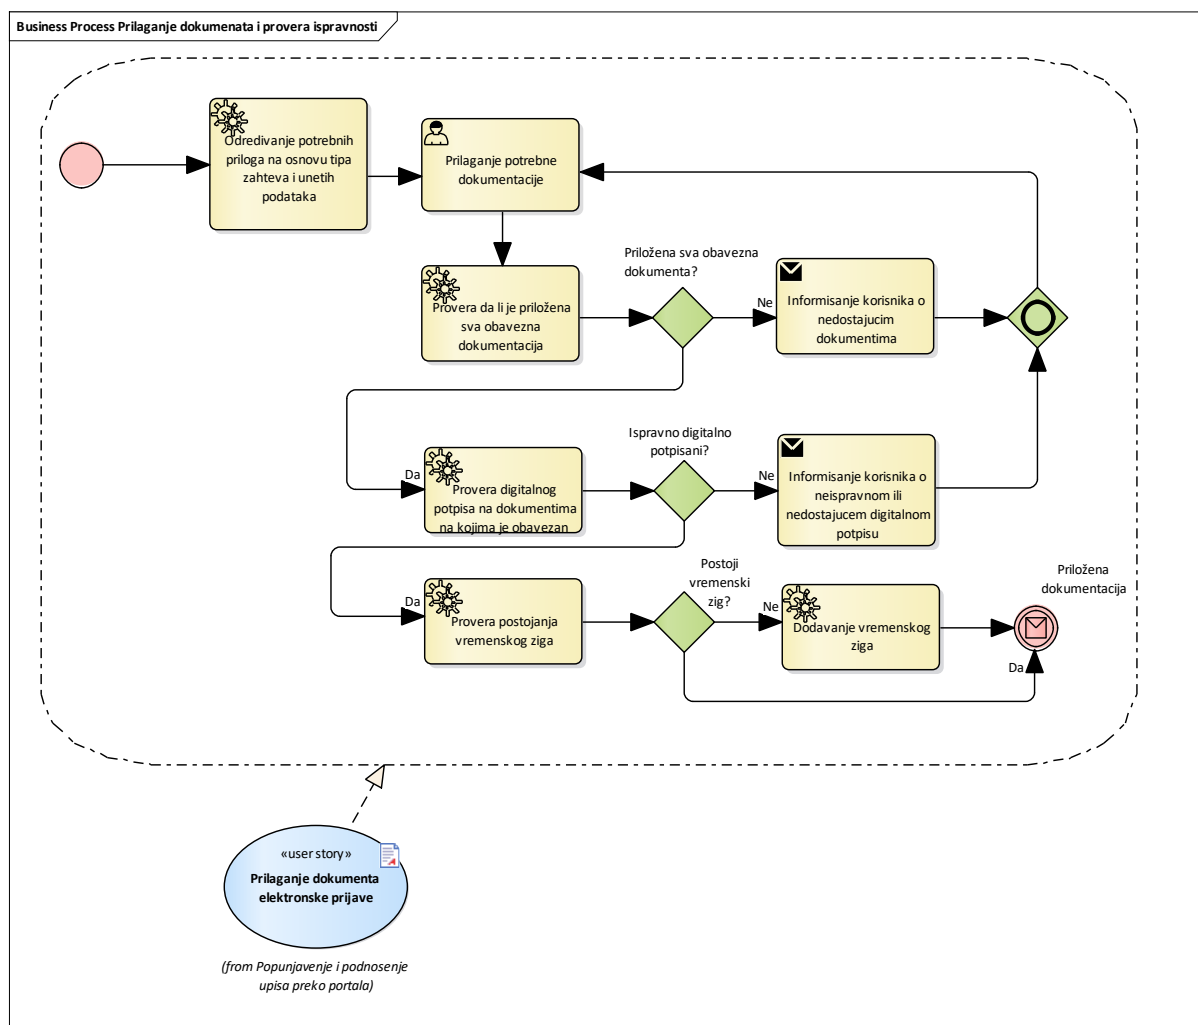 Business Process Prilaganje dokumenata i provera ispravnosti
Odredivanje potrebnih
priloga na osnovu tipa
zahteva i unetih
podataka
Prilaganje potrebne
dokumentacije
Provera da li je priložena
sva obavezna
dokumentacija
Priložena sva obavezna
dokumenta?
Ne
Informisanje korisnika o
nedostajucim
dokumentima
Da
Provera digitalnog
potpisa na dokumentima
na kojima je obavezan
Ispravno digitalno
potpisani?
Ne
Informisanje korisnika o
neispravnom ili
nedostajucem digitalnom
potpisu
Da
Provera postojanja
vremenskog ziga
Postoji
vremenski
zig?
Ne
Dodavanje vremenskog
ziga
Priložena
dokumentacija
Da
«user story»
Prilaganje dokumenta
elektronske prijave
(from Popunjavenje i podnosenje
upisa preko portala)